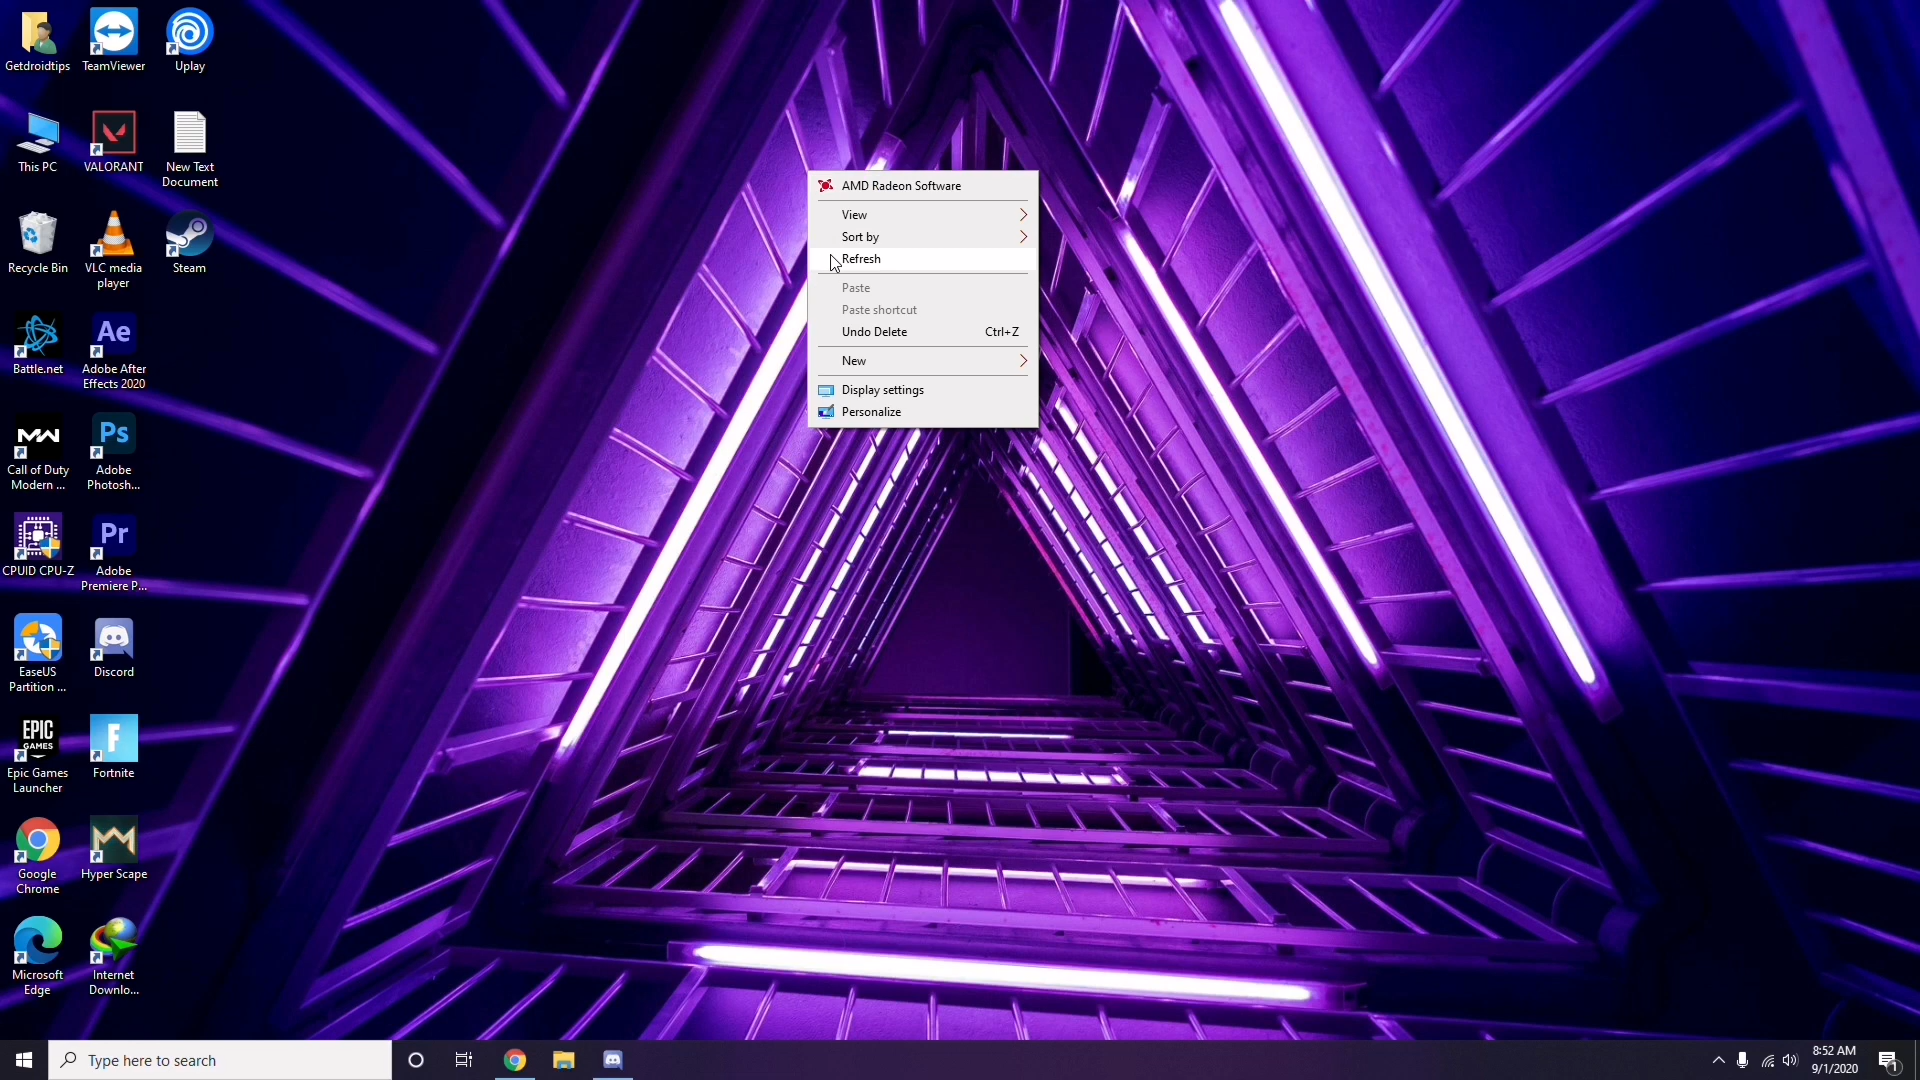 Getdroidtips
TeamViewer
Uplay
This PC
VALORANT
New Text
Document
Recycle Bin
VLC media
player
Steam
Battle.net
Ae
Adobe After
Effects 2020
MW
Call of Duty
Modern ...
Ps
Adobe
Photosh...
CPUID CPU-Z
Pr
Adobe
Premiere P...
EaseUS
Partition ...
Discord
EPIC
GAMES
Epic Games
Launcher
F
Fortnite
Google
Chrome
Hyper Scape
Microsoft
Edge
Internet
Downlo...
AMD Radeon Software
View
Sort by
Refresh
Paste
Paste shortcut
Undo Delete Ctrl+Z
New
Display settings
Personalize
Type here to search
8:52 AM
9/1/2020
1